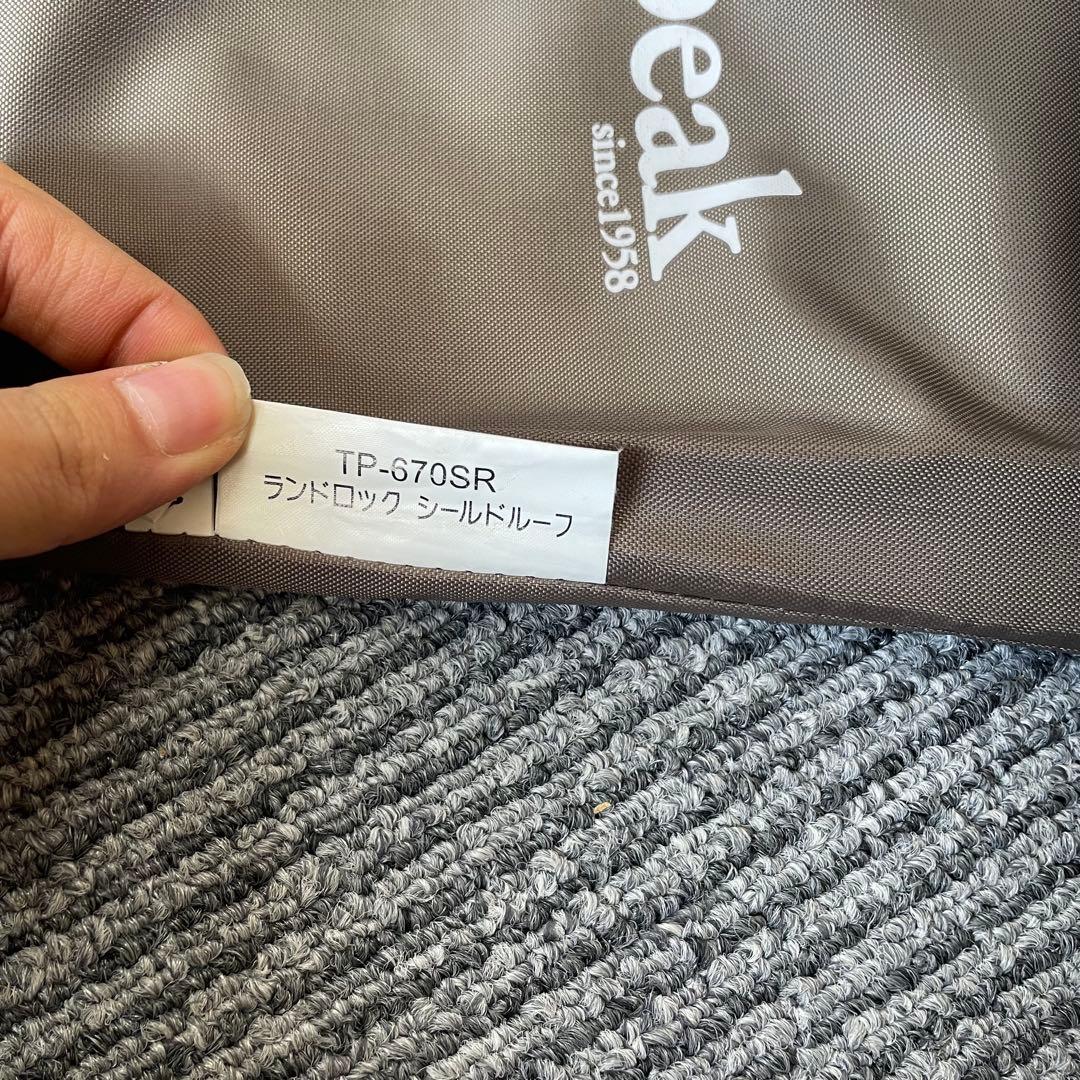 peak
since1958
TP-670SR
ランドロック シールドルーフ